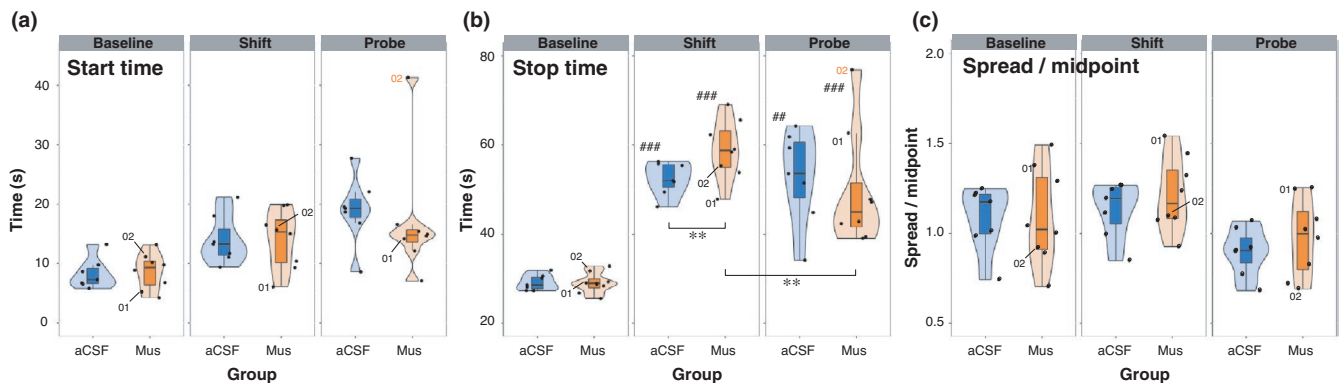 (a)
Baseline Shift Probe
Start time
Time (s)
40
30
20
10
0
02
01
02
01
02
01
aCSF Mus aCSF Mus aCSF Mus
Group
(b)
Baseline Shift Probe
Stop time
Time (s)
80
60
40
20
02
01
###
###
01
02
**
##
###
02
01
**
aCSF Mus aCSF Mus aCSF Mus
Group
(c)
Baseline Shift Probe
Spread / midpoint
Spread / midpoint
2.0
1.5
1.0
0.5
01
02
01
02
01
02
aCSF Mus aCSF Mus aCSF Mus
Group